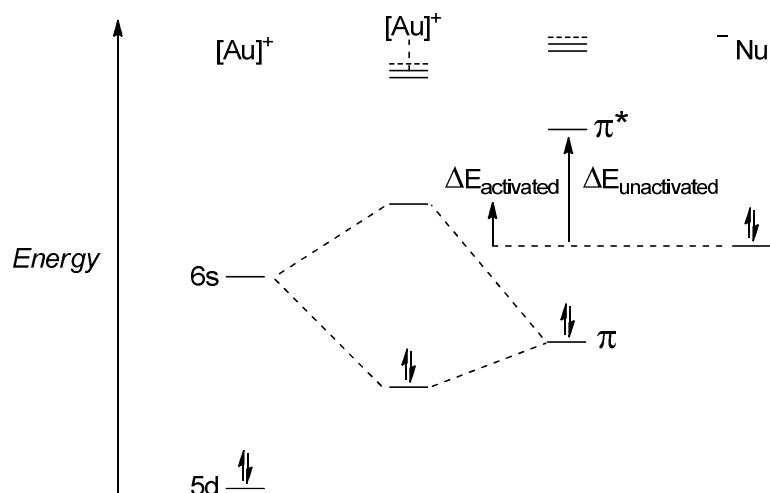 [Au]⁺
[Au]⁺
⁻ Nu
π*
ΔEactivated
ΔEunactivated
Energy
6s
π
5d